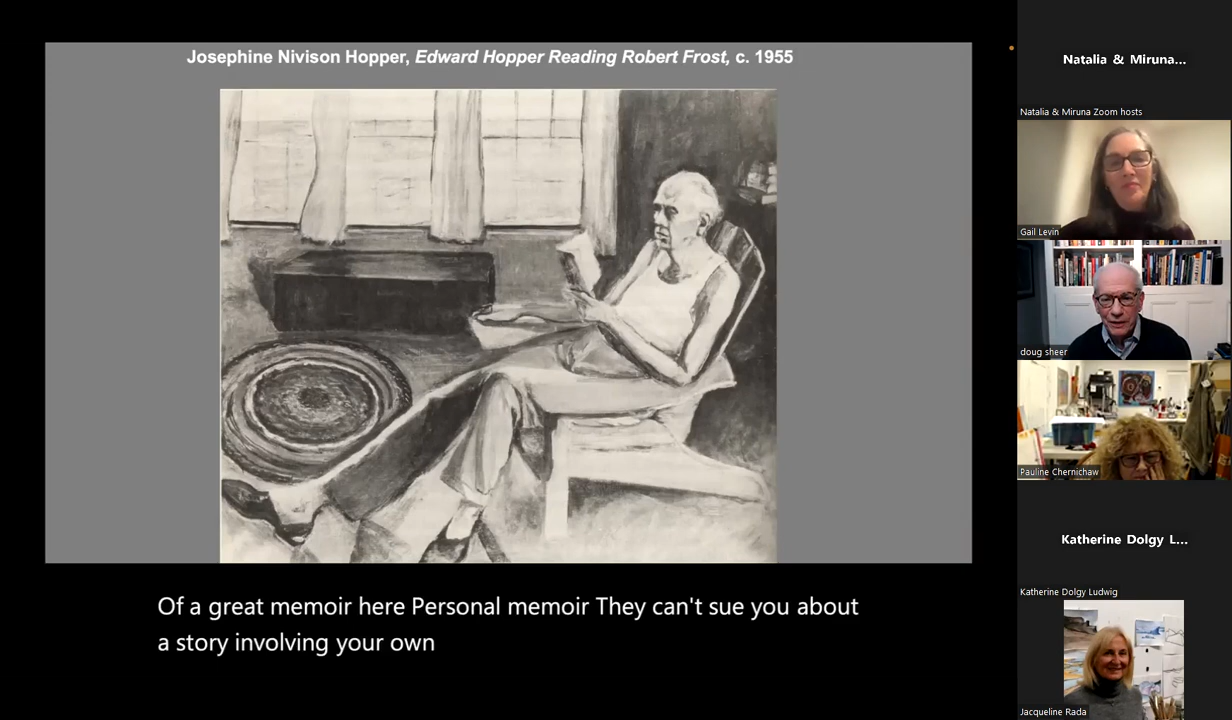 Josephine Nivison Hopper, Edward Hopper Reading Robert Frost, c. 1955
Of a great memoir here Personal memoir They can't sue you about
a story involving your own
Natalia & Miruna...
Natalia & Miruna Zoom hosts
Gail Levin
doug sheer
Pauline Chernichaw
Katherine Dolgy L...
Katherine Dolgy Ludwig
Jacqueline Rada